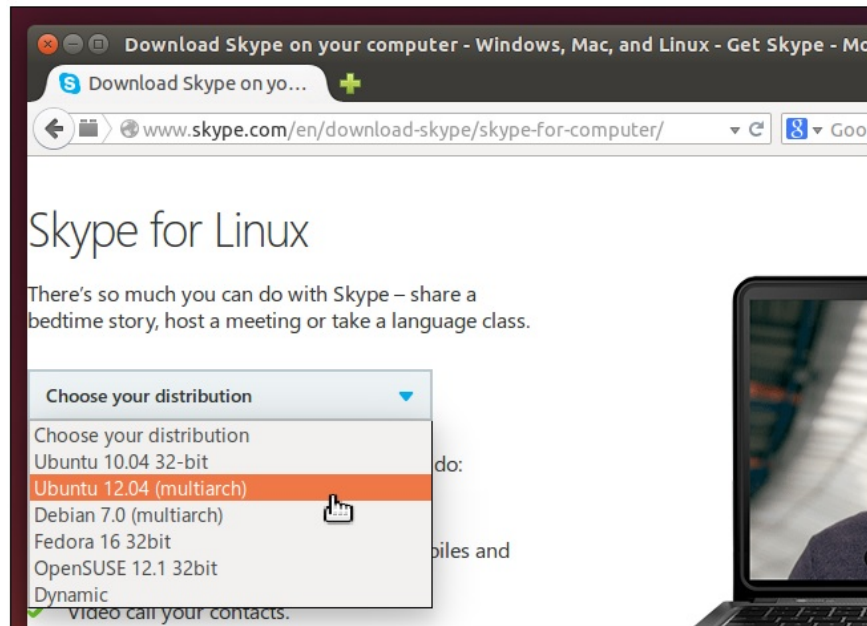 Download Skype on your computer - Windows, Mac, and Linux - Get Skype - Mo
Download Skype on yo...
www.skype.com/en/download-skype/skype-for-computer/
Goo
Skype for Linux
There's so much you can do with Skype – share a
bedtime story, host a meeting or take a language class.
Choose your distribution
Choose your distribution
Ubuntu 10.04 32-bit
do:
Ubuntu 12.04 (multiarch)
Debian 7.0 (multiarch)
Fedora 16 32bit
biles and
OpenSUSE 12.1 32bit
Dynamic
Video call your contacts.